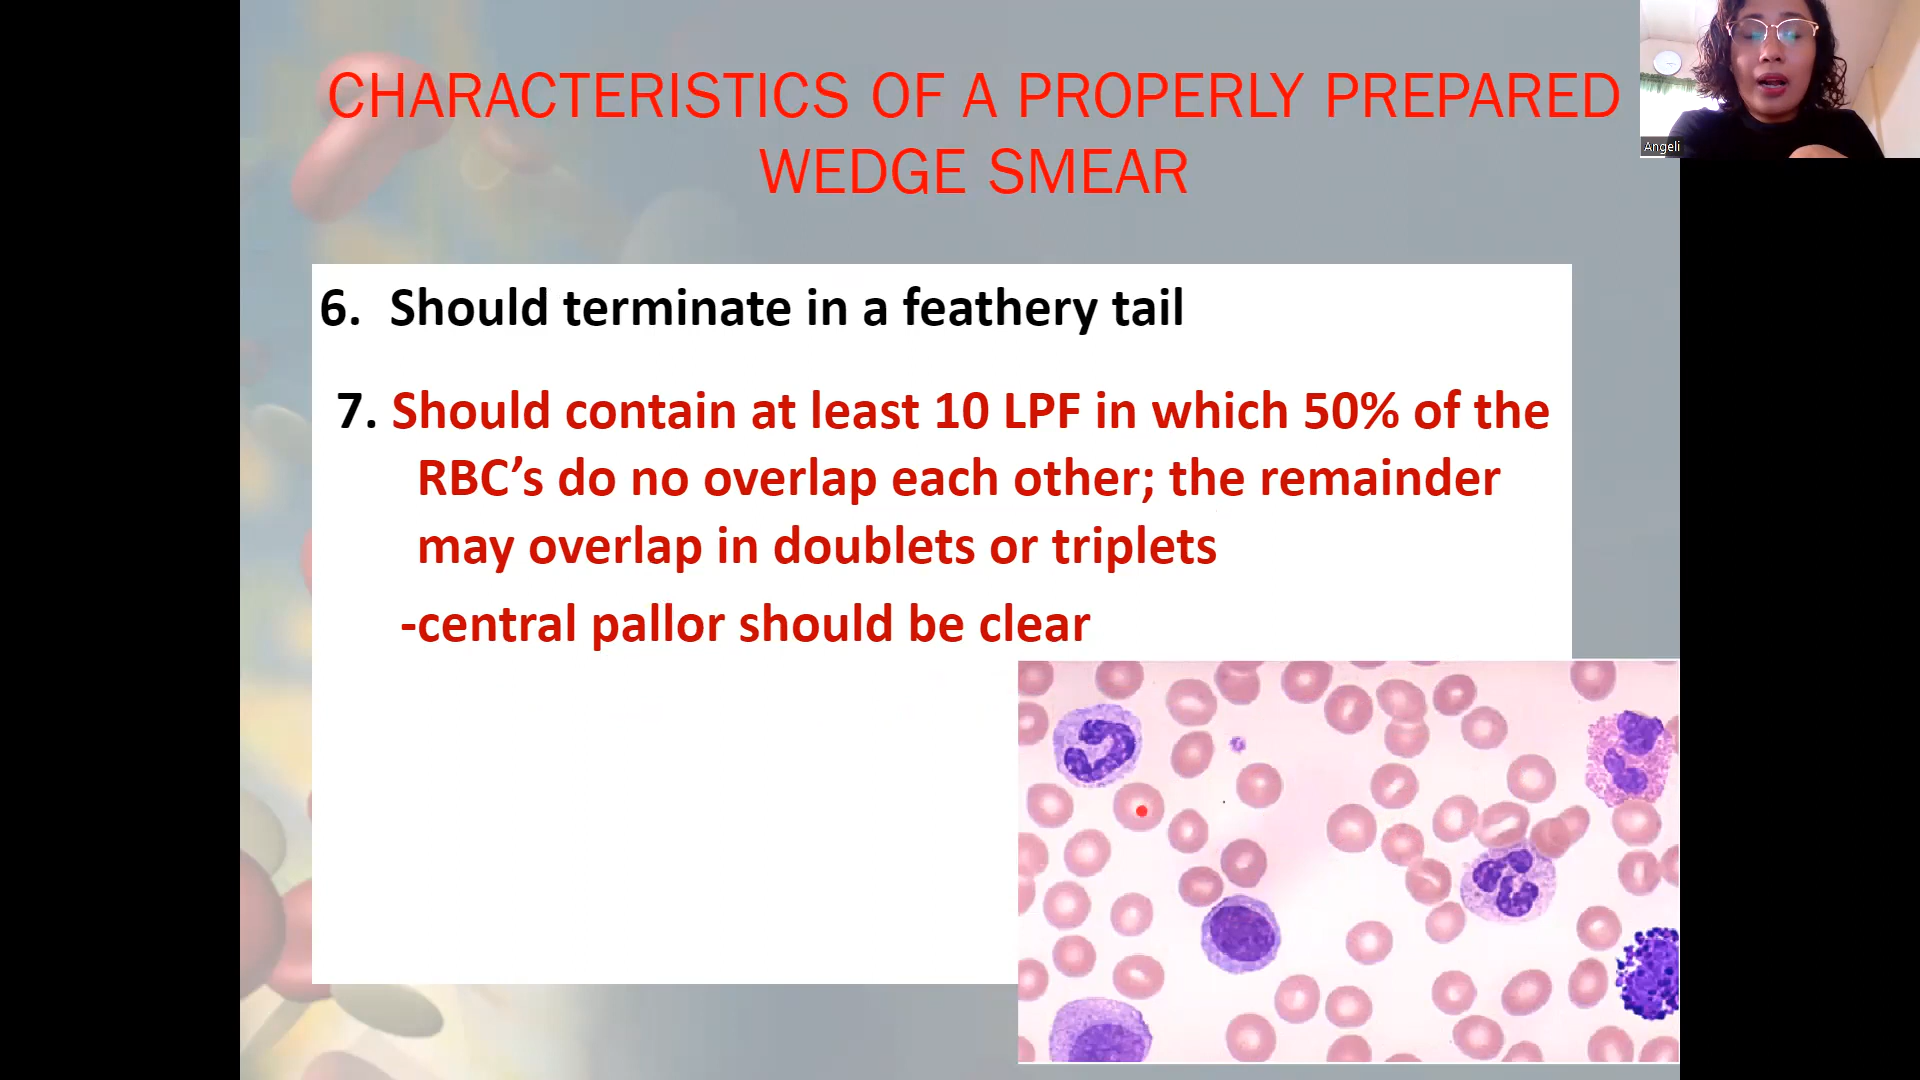 CHARACTERISTICS OF A PROPERLY PREPARED
WEDGE SMEAR
Angeli
6. Should terminate in a feathery tail
7. Should contain at least 10 LPF in which 50% of the
RBC’s do no overlap each other; the remainder
may overlap in doublets or triplets
-central pallor should be clear